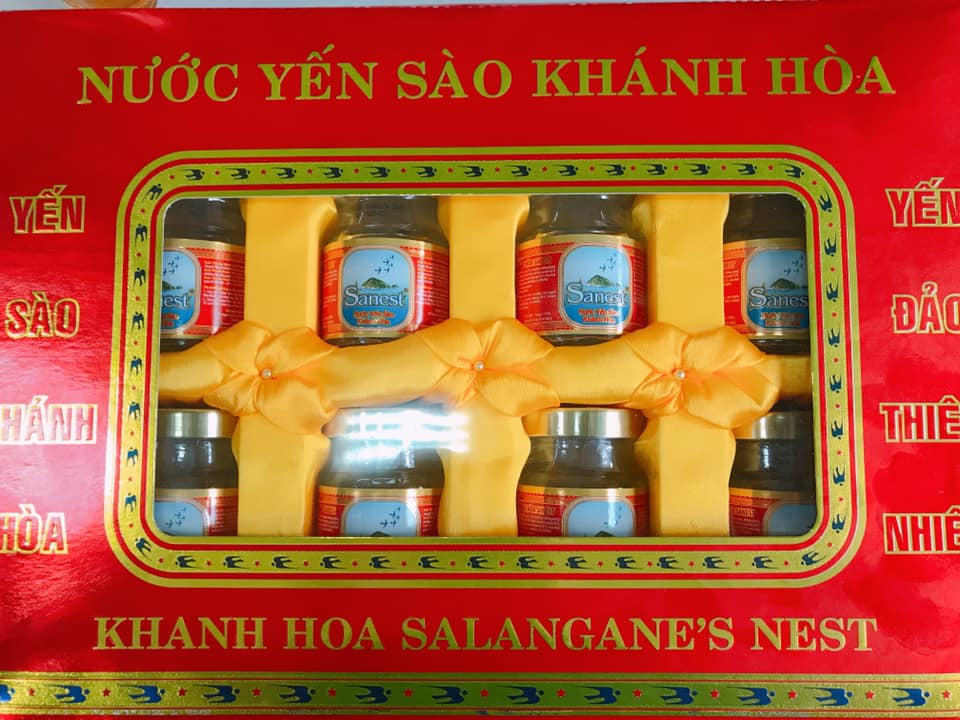 NƯỚC YẾN SÀO KHÁNH HÒA
YẾN
SÀO
HÁNH
HÒA
YẾN
ĐẢO
THIÊ
NHIÊ
Sanest
Sanest
Sanest
KHANH HOA SALANGANE'S NEST